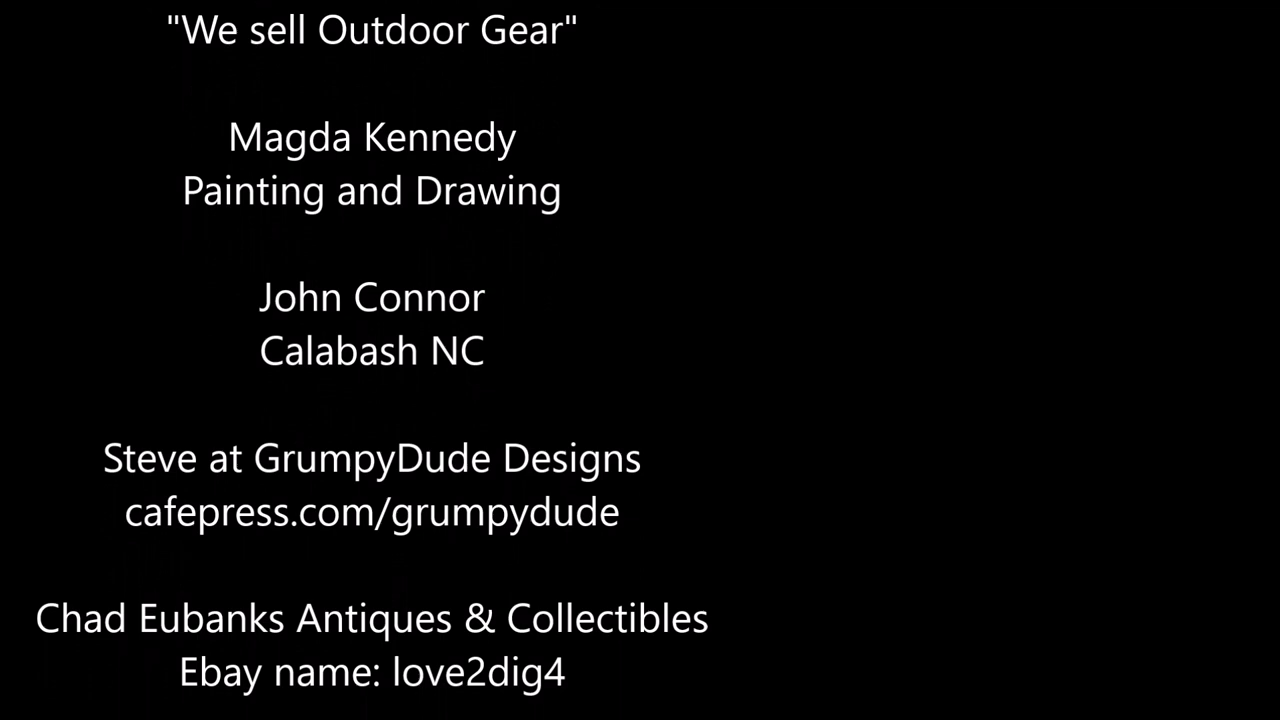 "We sell Outdoor Gear"
Magda Kennedy
Painting and Drawing
John Connor
Calabash NC
Steve at GrumpyDude Designs
cafepress.com/grumpydude
Chad Eubanks Antiques & Collectibles
Ebay name: love2dig4